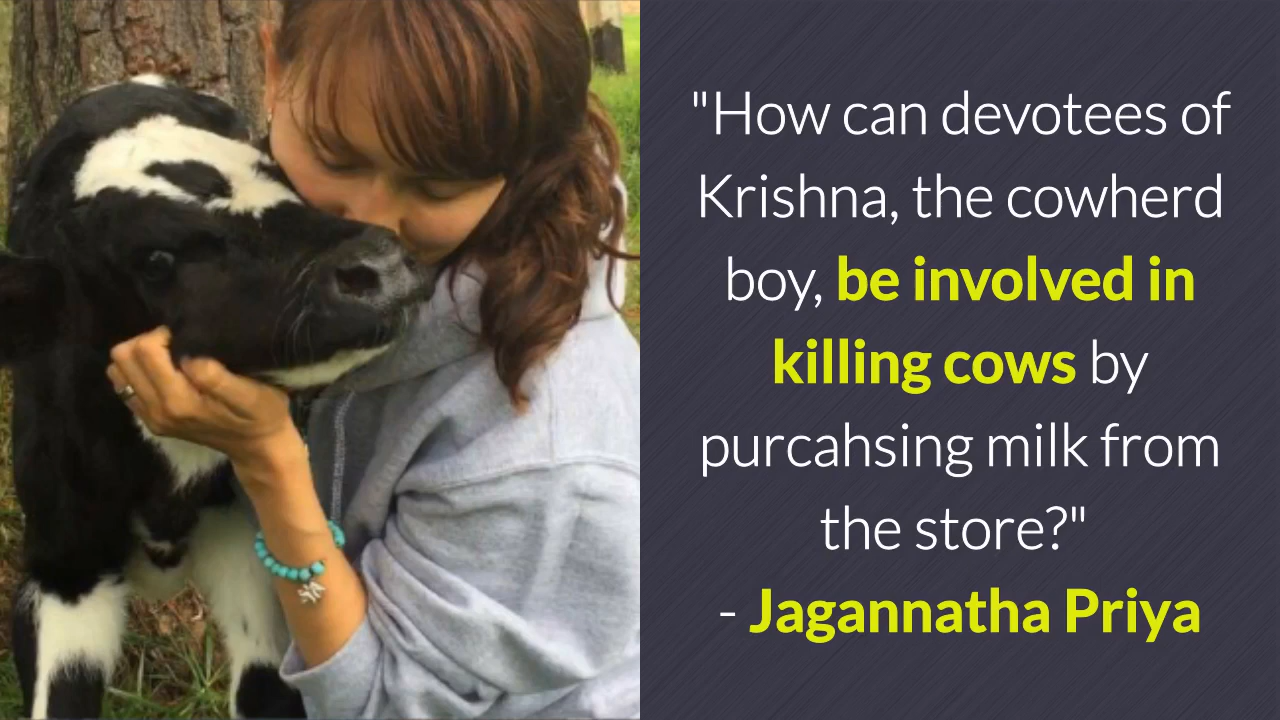 "How can devotees of
Krishna, the cowherd
boy, be involved in
killing cows by
purcahsing milk from
the store?"
- Jagannatha Priya